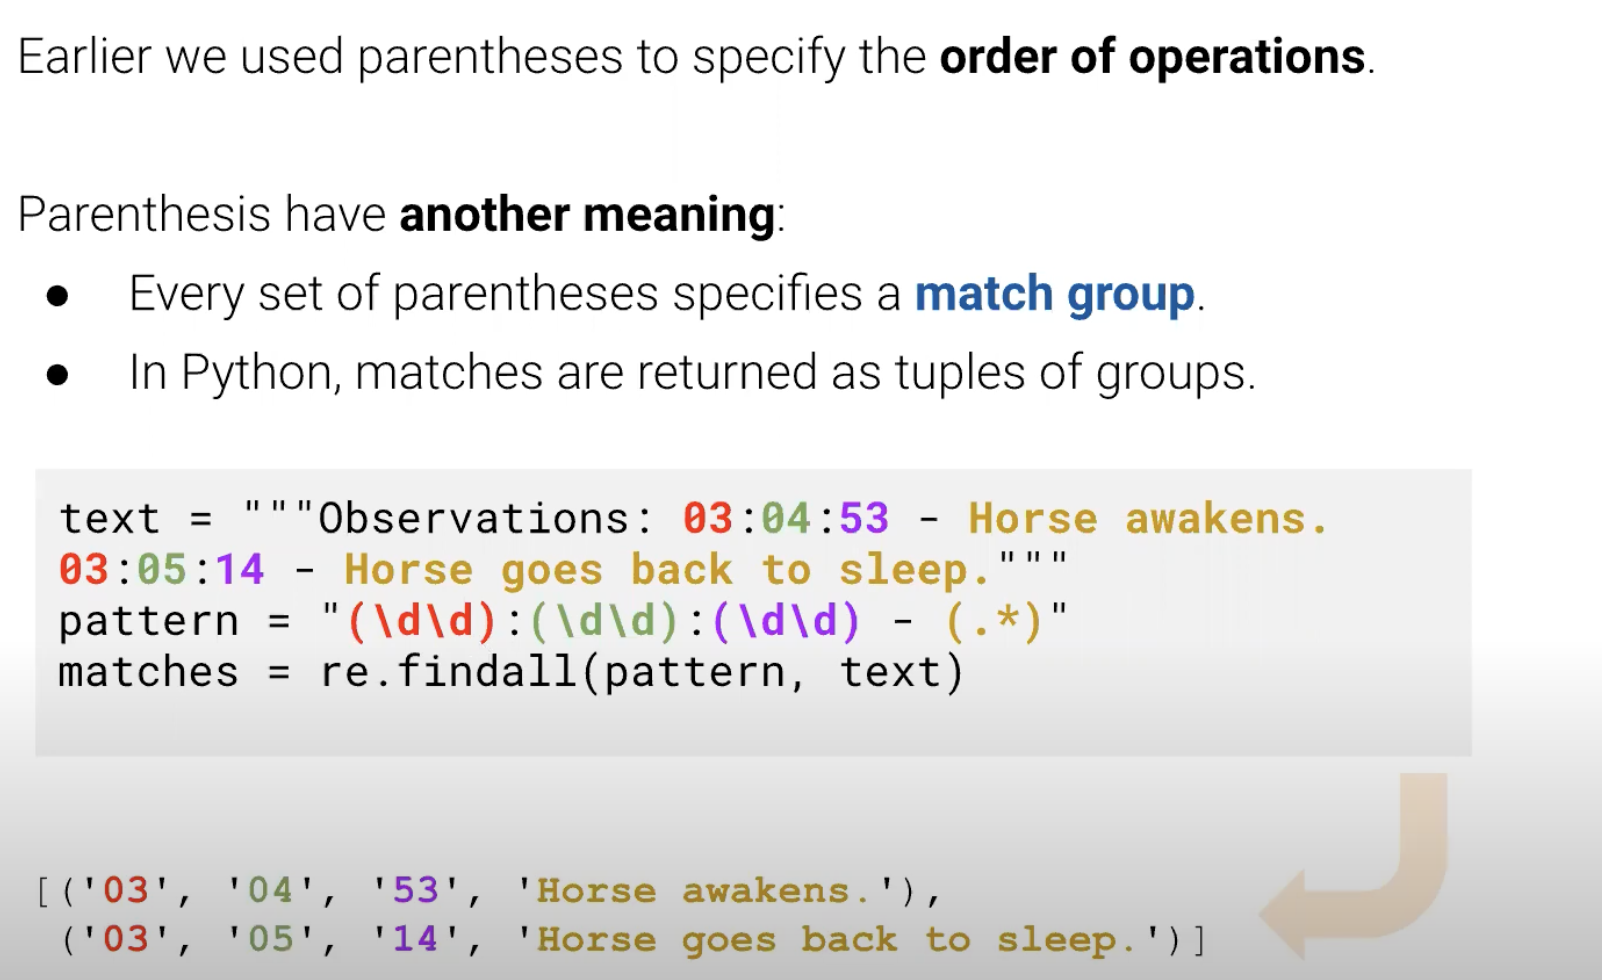 Earlier we used parentheses to specify the order of operations.
Parenthesis have another meaning:
● Every set of parentheses specifies a match group.
● In Python, matches are returned as tuples of groups.
text = """Observations: 03:04:53 - Horse awakens.
03:05:14 - Horse goes back to sleep."""
pattern = "(\d\d):(\d\d):(\d\d) - (.*)"
matches = re.findall(pattern, text)
[('03', '04', '53', 'Horse awakens.'),
('03', '05', '14', 'Horse goes back to sleep.')]